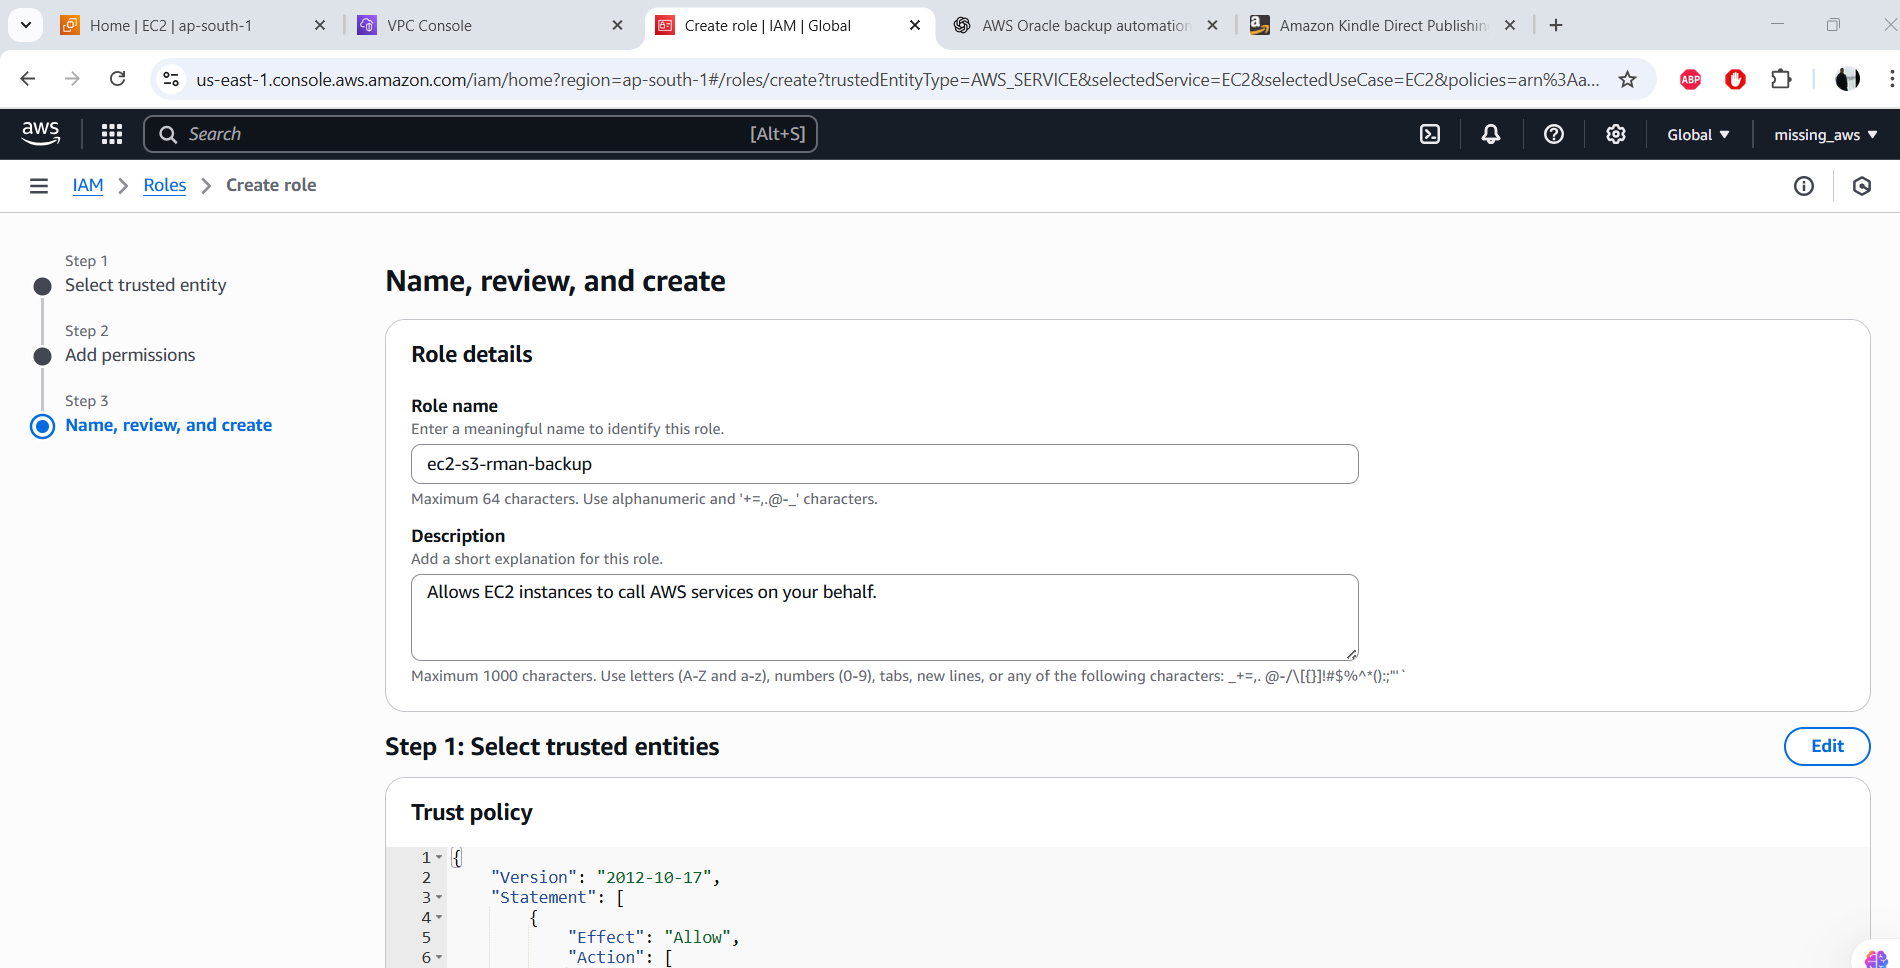 Home | EC2 | ap-south-1
VPC Console
Create role | IAM | Global
AWS Oracle backup automation
Amazon Kindle Direct Publishin
us-east-1.console.aws.amazon.com/iam/home?region=ap-south-1#/roles/create?trustedEntityType=AWS_SERVICE&selectedService=EC2&selectedUseCase=EC2&policies=arn%3Aa...
ABP
aws
Search
[Alt+S]
Global
missing_aws
IAM
Roles
Create role
Step 1
Select trusted entity
Step 2
Add permissions
Step 3
Name, review, and create
Name, review, and create
Role details
Role name
Enter a meaningful name to identify this role.
ec2-s3-rman-backup
Maximum 64 characters. Use alphanumeric and '+=,.@-_' characters.
Description
Add a short explanation for this role.
Allows EC2 instances to call AWS services on your behalf.
Maximum 1000 characters. Use letters (A-Z and a-z), numbers (0-9), tabs, new lines, or any of the following characters: _+=,. @-/\[{}]!#$%^*();:"'`
Step 1: Select trusted entities
Edit
Trust policy
1 {
2 "Version": "2012-10-17",
3 "Statement": [
4 {
5 "Effect": "Allow",
6 "Action": [